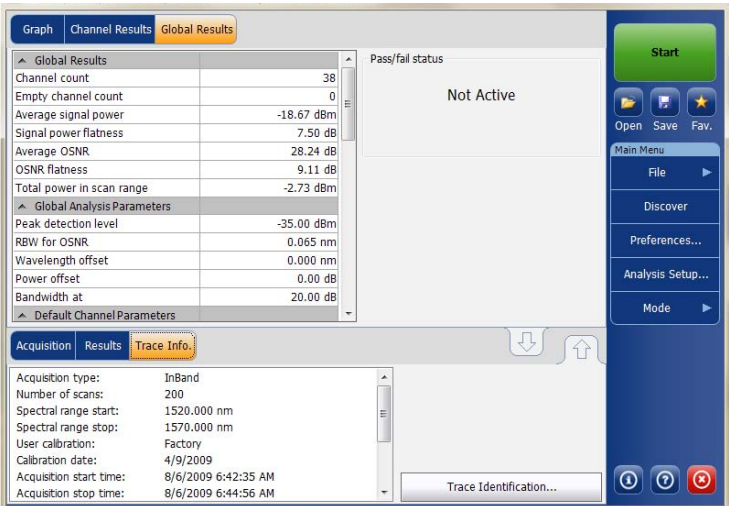 Graph Channel Results Global Results
Global Results
Channel count 38
Empty channel count 0
Average signal power -18.67 dBm
Signal power flatness 7.50 dB
Average OSNR 28.24 dB
OSNR flatness 9.11 dB
Total power in scan range -2.73 dBm
Global Analysis Parameters
Peak detection level -35.00 dBm
RBW for OSNR 0.065 nm
Wavelength offset 0.000 nm
Power offset 0.00 dB
Bandwidth at 20.00 dB
Default Channel Parameters
Pass/fail status
Not Active
Acquisition Results Trace Info.
Acquisition type: InBand
Number of scans: 200
Spectral range start: 1520.000 nm
Spectral range stop: 1570.000 nm
User calibration: Factory
Calibration date: 4/9/2009
Acquisition start time: 8/6/2009 6:42:35 AM
Acquisition stop time: 8/6/2009 6:44:56 AM
Trace Identification...
Start
Open Save Fav.
Main Menu
File
Discover
Preferences...
Analysis Setup...
Mode